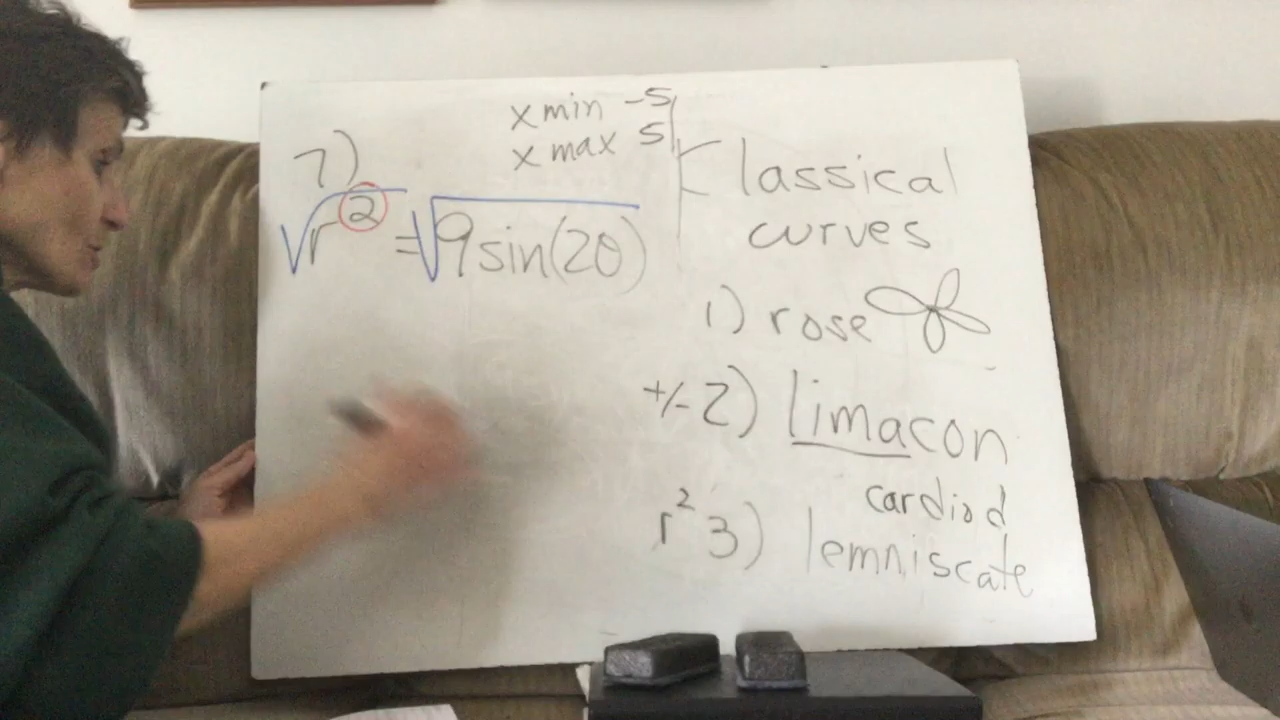 x min -5
x max 5
7)
√r² = √9sin(2θ)
Classical
curves
1) rose
+/- 2) limacon
cardiod
r² 3) lemniscate